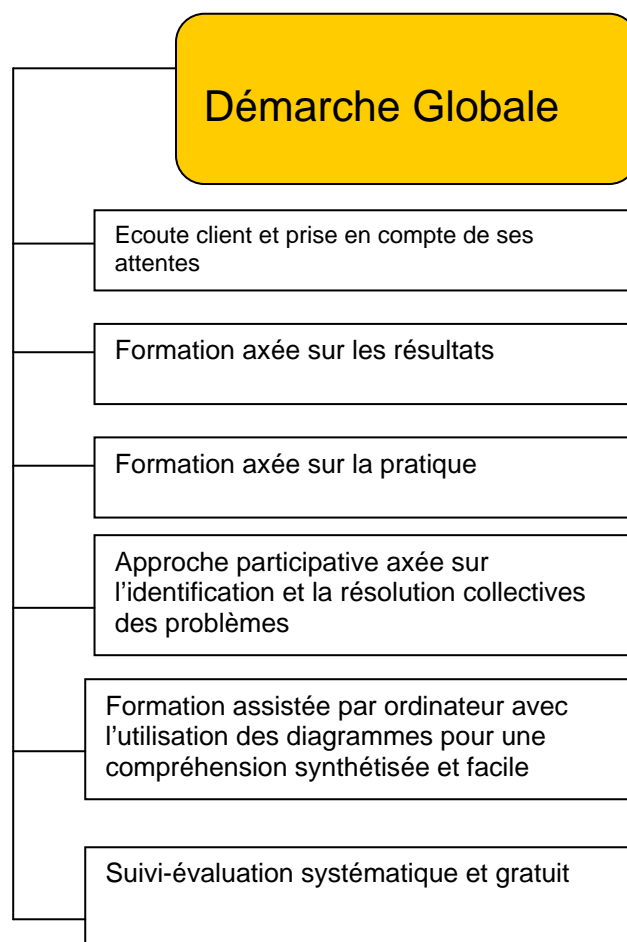 Démarche Globale
Ecoute client et prise en compte de ses
attentes
Formation axée sur les résultats
Formation axée sur la pratique
Approche participative axée sur
l’identification et la résolution collectives
des problèmes
Formation assistée par ordinateur avec
l’utilisation des diagrammes pour une
compréhension synthétisée et facile
Suivi-évaluation systématique et gratuit